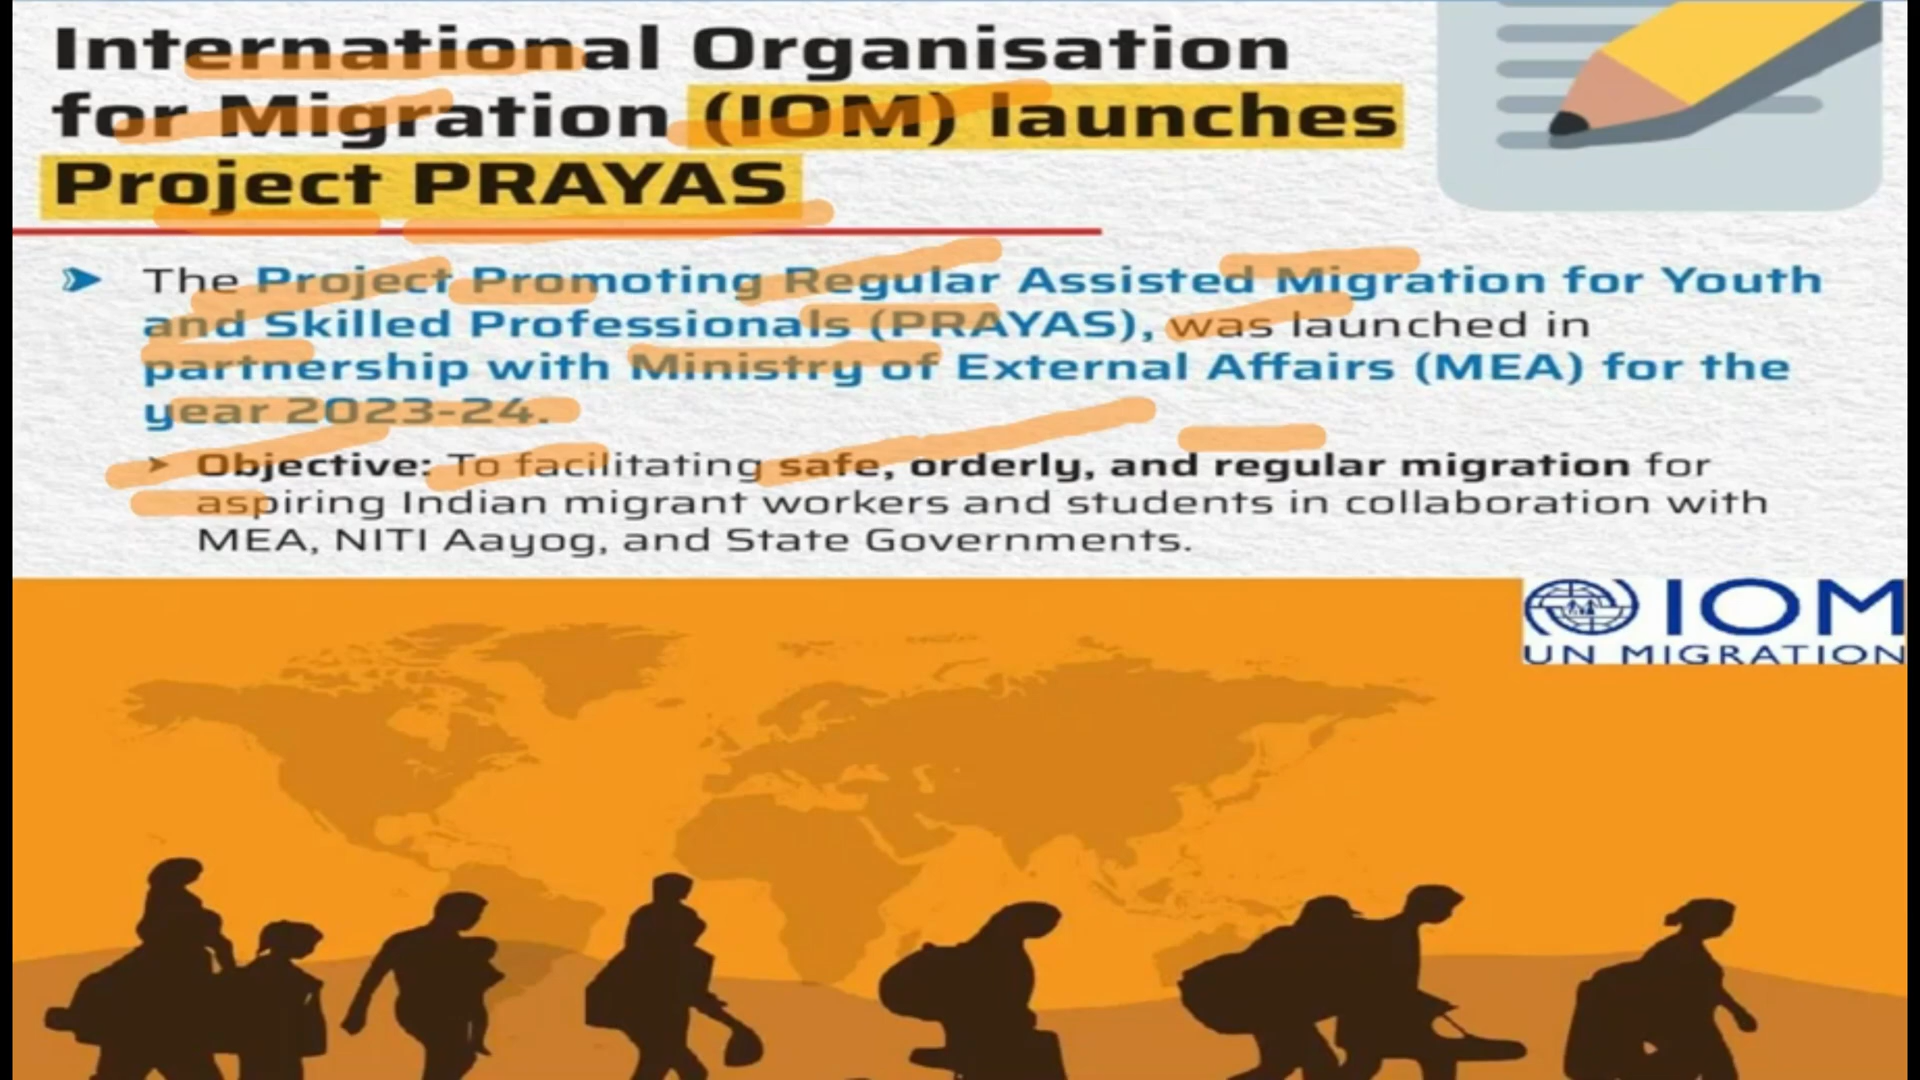 International Organisation
for Migration (IOM) launches
Project PRAYAS
The Project Promoting Regular Assisted Migration for Youth
and Skilled Professionals (PRAYAS), was launched in
partnership with Ministry of External Affairs (MEA) for the
year 2023-24.
Objective: To facilitating safe, orderly, and regular migration for
aspiring Indian migrant workers and students in collaboration with
MEA, NITI Aayog, and State Governments.
IOM
UN MIGRATION